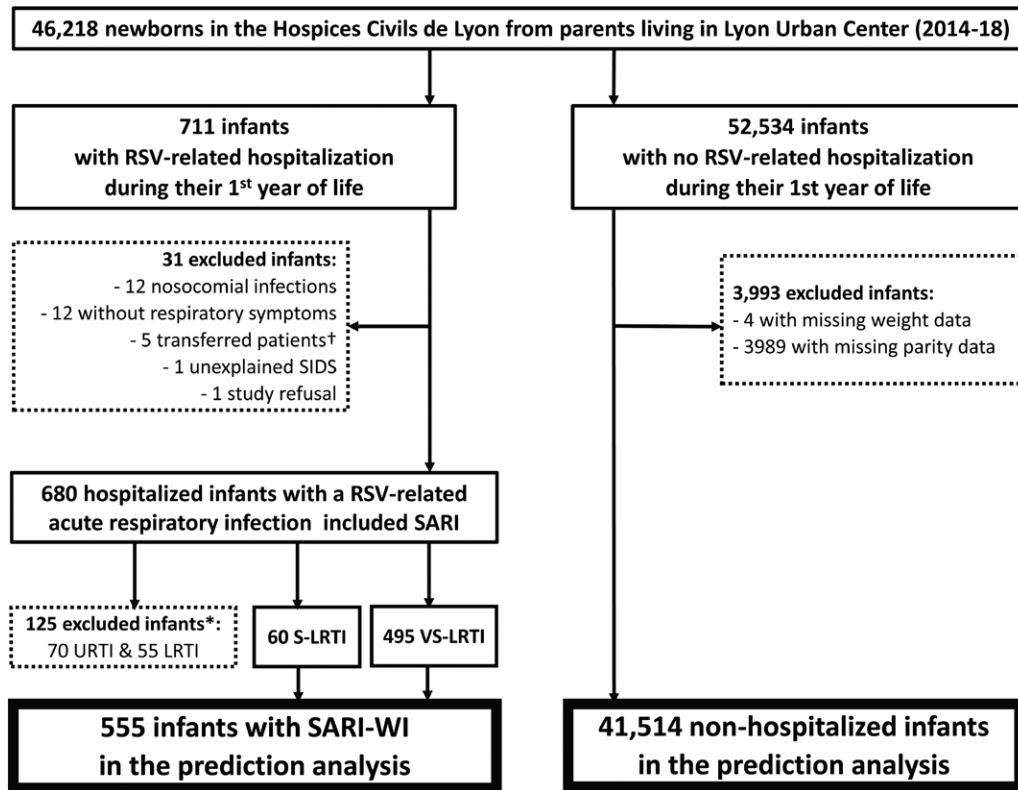 46,218 newborns in the Hospices Civils de Lyon from parents living in Lyon Urban Center (2014-18)
711 infants
with RSV-related hospitalization
during their 1st year of life
52,534 infants
with no RSV-related hospitalization
during their 1st year of life
31 excluded infants:
- 12 nosocomial infections
- 12 without respiratory symptoms
- 5 transferred patients†
- 1 unexplained SIDS
- 1 study refusal
3,993 excluded infants:
- 4 with missing weight data
- 3989 with missing parity data
680 hospitalized infants with a RSV-related
acute respiratory infection included SARI
125 excluded infants*:
70 URTI & 55 LRTI
60 S-LRTI
495 VS-LRTI
555 infants with SARI-WI
in the prediction analysis
41,514 non-hospitalized infants
in the prediction analysis